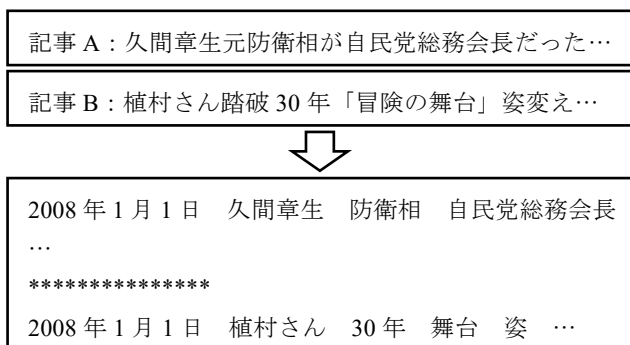 記事 A：久間章生元防衛相が自民党総務会長だった…
記事 B：植村さん踏破 30 年「冒険の舞台」姿変え…
2008 年 1 月 1 日　久間章生　防衛相　自民党総務会長
…
***************
2008 年 1 月 1 日　植村さん　30 年　舞台　姿　…